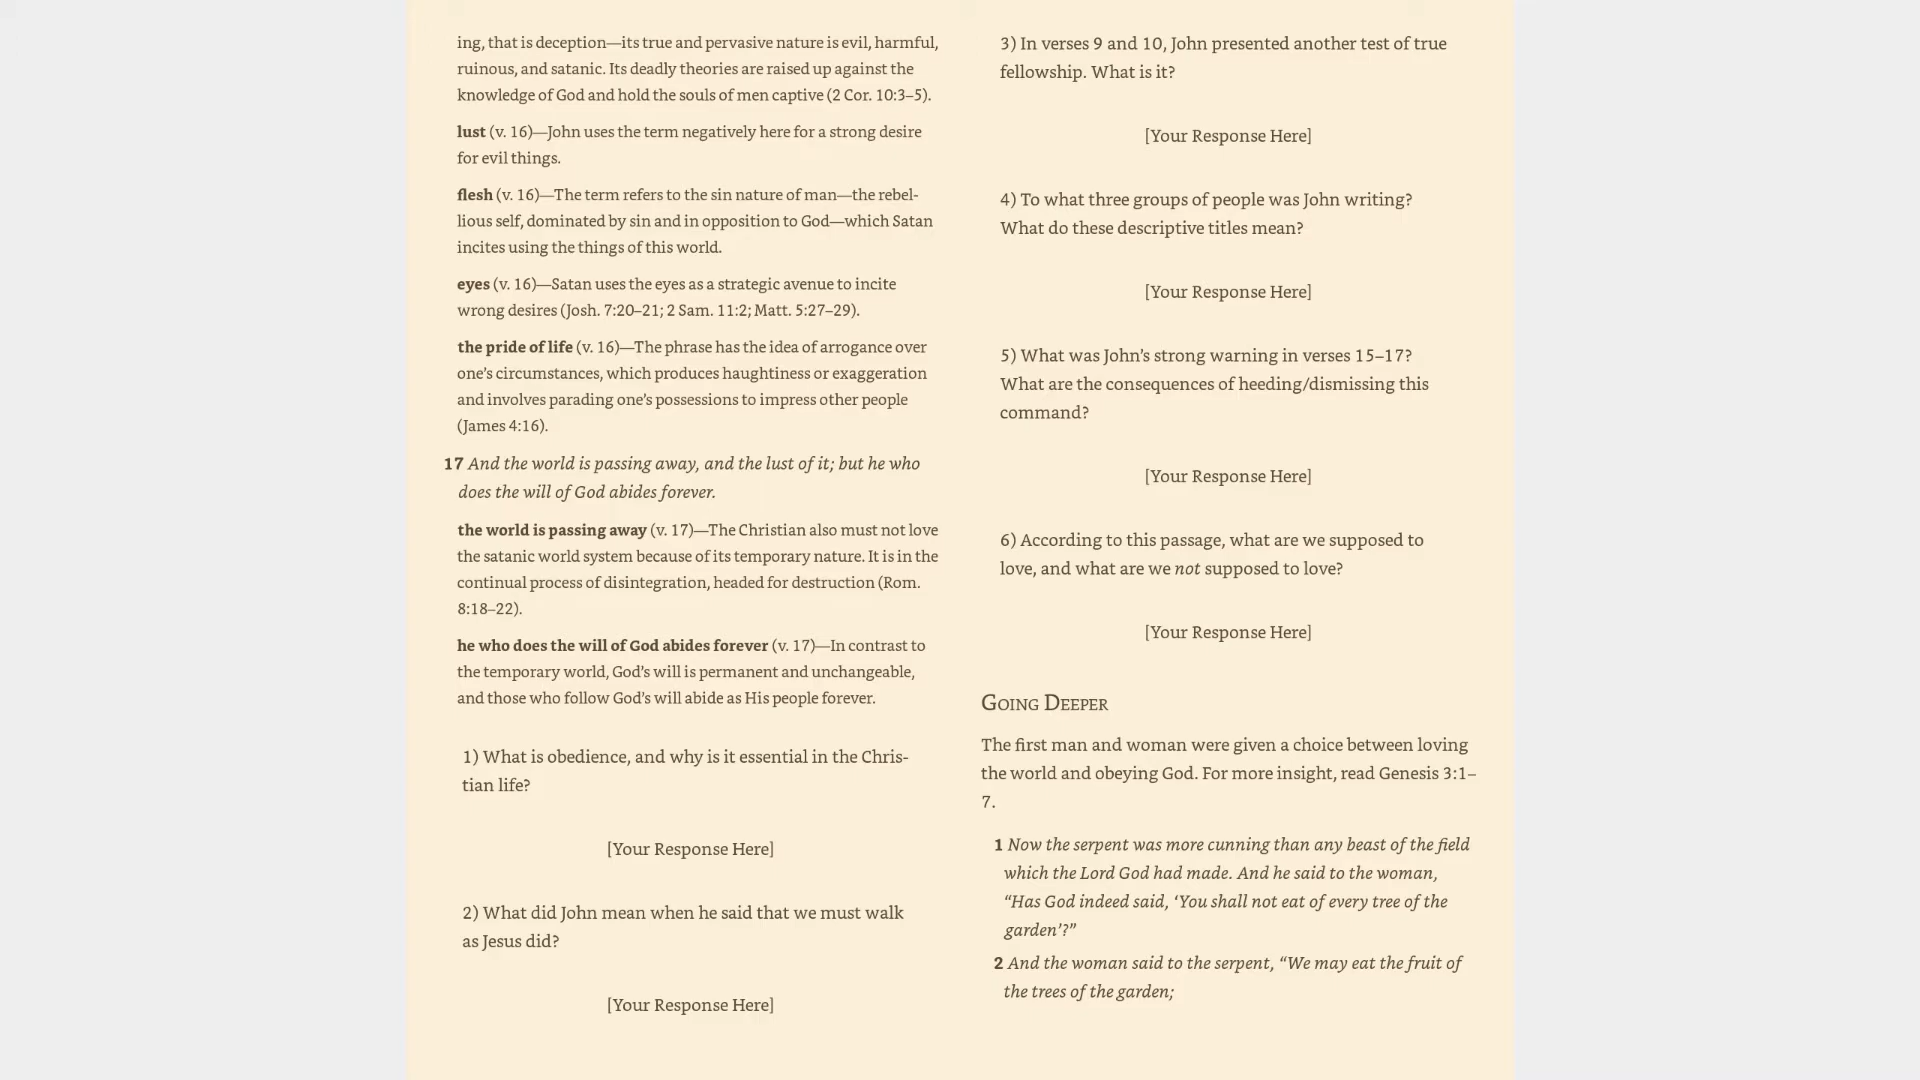 ing, that is deception—its true and pervasive nature is evil, harmful,
ruinous, and satanic. Its deadly theories are raised up against the
knowledge of God and hold the souls of men captive (2 Cor. 10:3–5).
lust (v. 16)—John uses the term negatively here for a strong desire
for evil things.
flesh (v. 16)—The term refers to the sin nature of man—the rebel-
lious self, dominated by sin and in opposition to God—which Satan
incites using the things of this world.
eyes (v. 16)—Satan uses the eyes as a strategic avenue to incite
wrong desires (Josh. 7:20–21; 2 Sam. 11:2; Matt. 5:27–29).
the pride of life (v. 16)—The phrase has the idea of arrogance over
one’s circumstances, which produces haughtiness or exaggeration
and involves parading one’s possessions to impress other people
(James 4:16).
17 And the world is passing away, and the lust of it; but he who
does the will of God abides forever.
the world is passing away (v. 17)—The Christian also must not love
the satanic world system because of its temporary nature. It is in the
continual process of disintegration, headed for destruction (Rom.
8:18–22).
he who does the will of God abides forever (v. 17)—In contrast to
the temporary world, God’s will is permanent and unchangeable,
and those who follow God’s will abide as His people forever.
1) What is obedience, and why is it essential in the Chris-
tian life?
[Your Response Here]
2) What did John mean when he said that we must walk
as Jesus did?
[Your Response Here]
3) In verses 9 and 10, John presented another test of true
fellowship. What is it?
[Your Response Here]
4) To what three groups of people was John writing?
What do these descriptive titles mean?
[Your Response Here]
5) What was John’s strong warning in verses 15–17?
What are the consequences of heeding/dismissing this
command?
[Your Response Here]
6) According to this passage, what are we supposed to
love, and what are we not supposed to love?
[Your Response Here]
Going Deeper
The first man and woman were given a choice between loving
the world and obeying God. For more insight, read Genesis 3:1–
7.
1 Now the serpent was more cunning than any beast of the field
which the Lord God had made. And he said to the woman,
“Has God indeed said, ‘You shall not eat of every tree of the
garden’?”
2 And the woman said to the serpent, “We may eat the fruit of
the trees of the garden;